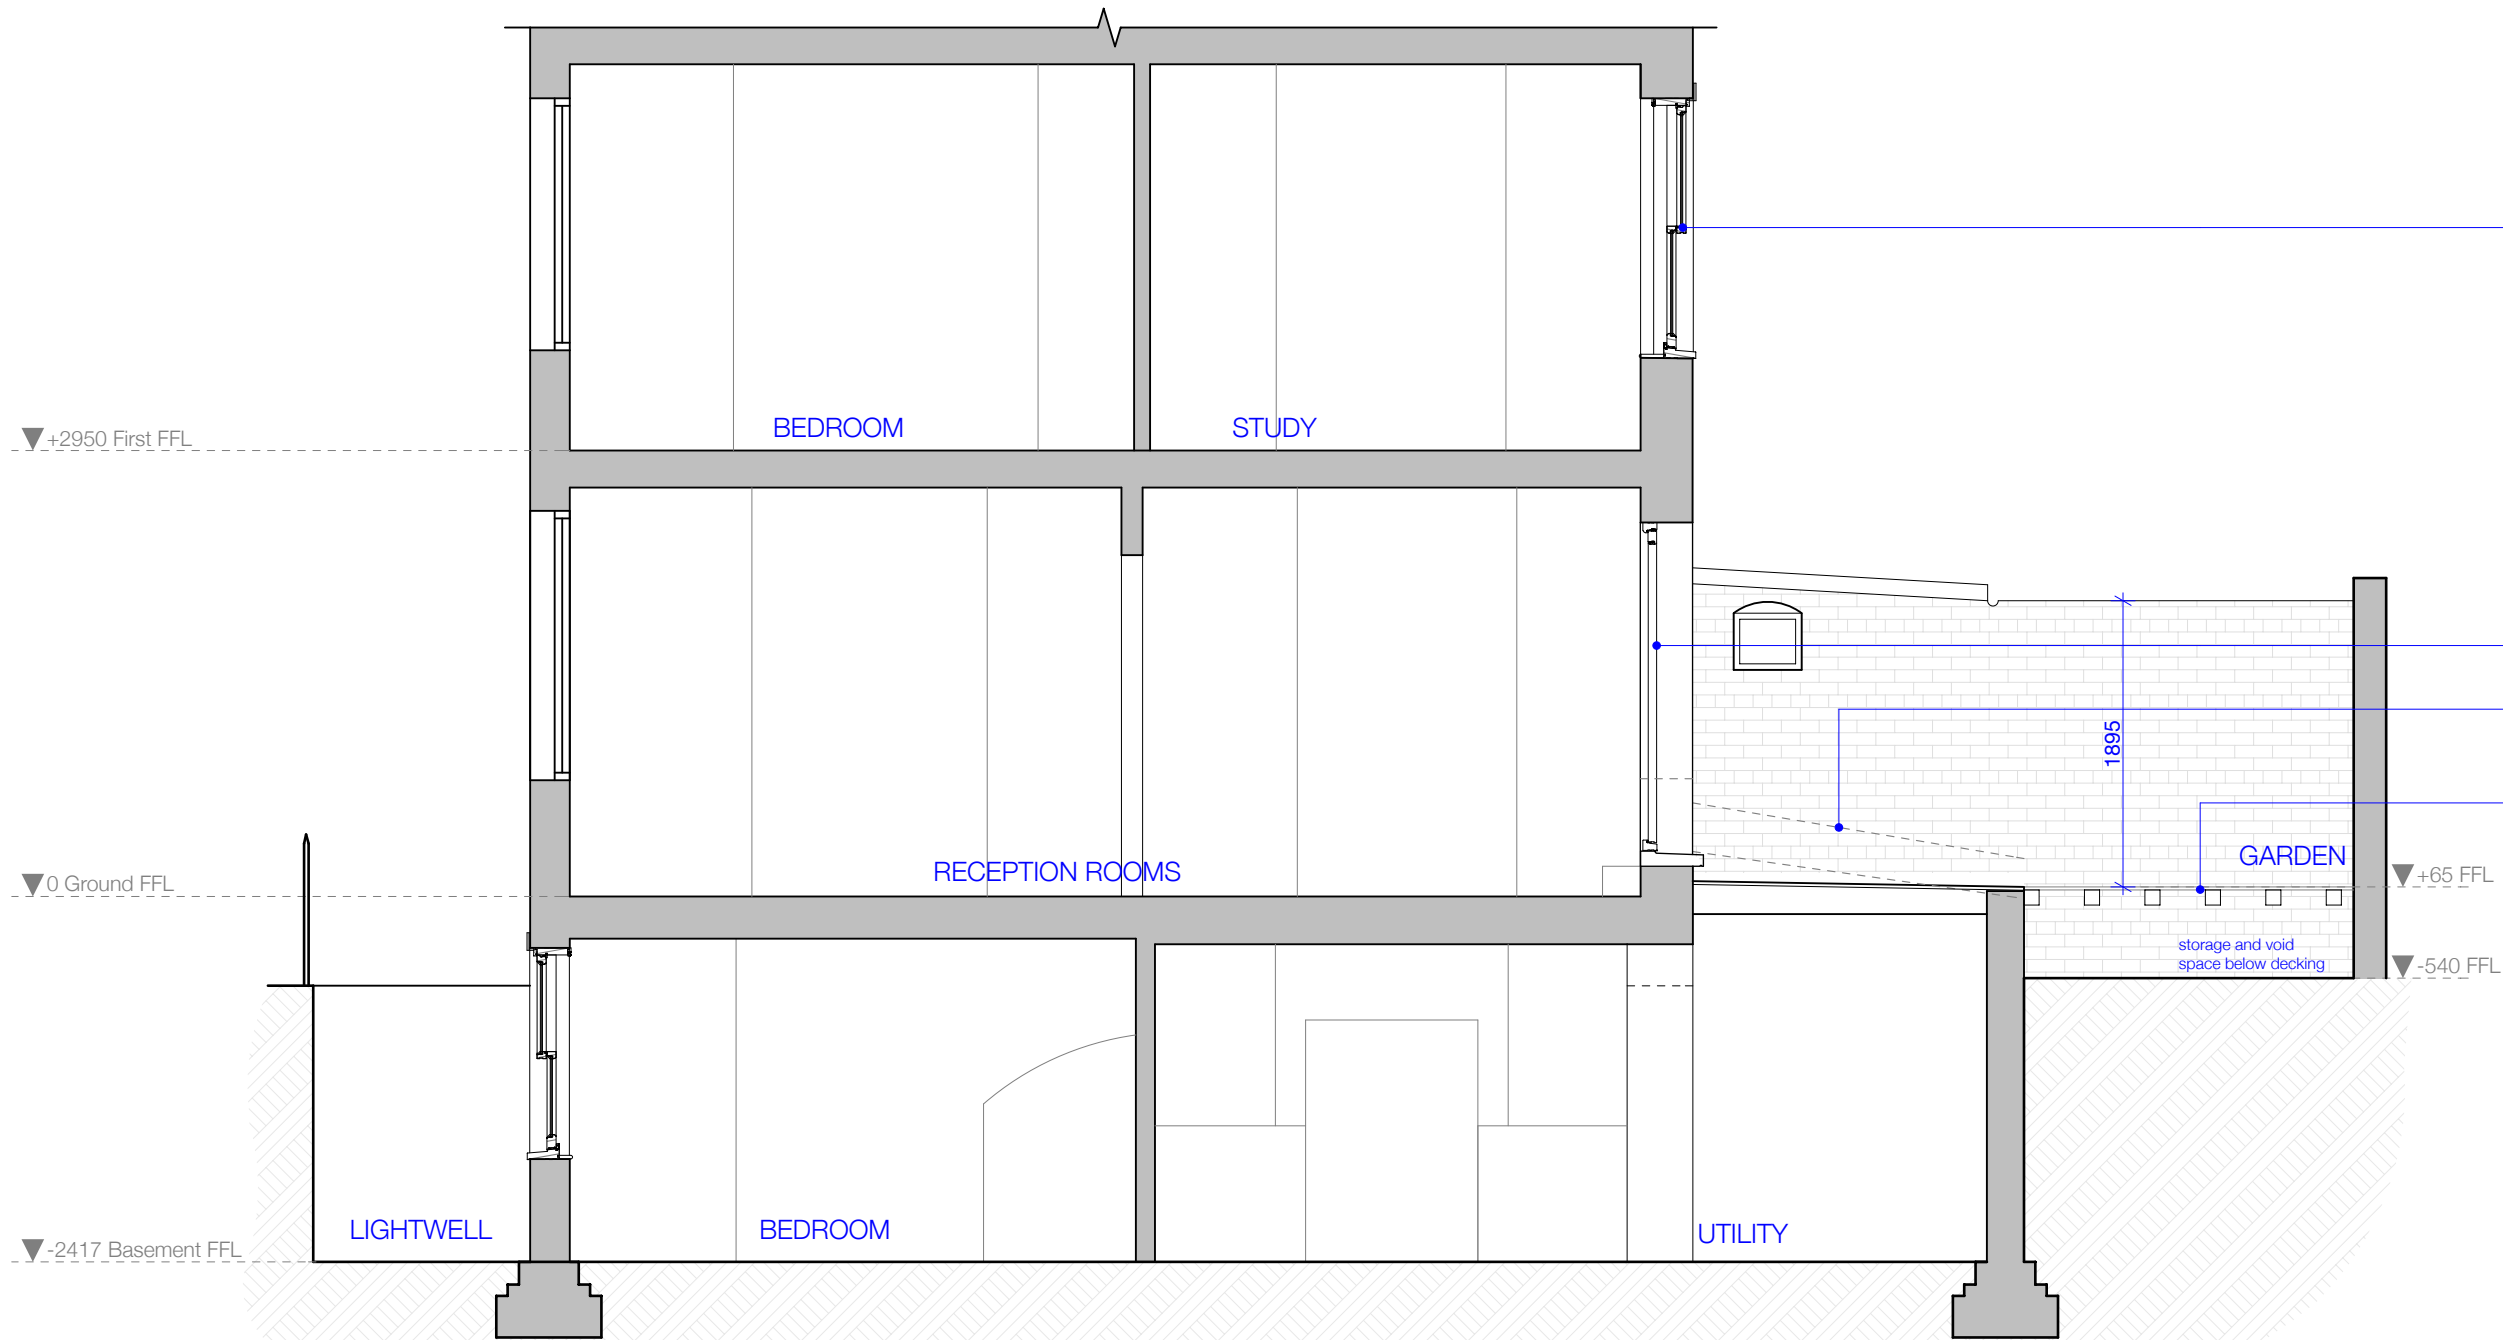 BEDROOM
STUDY
+2950 First FFL
1895
GARDEN
RECEPTION ROOMS
0 Ground FFL
+65 FFL
storage and void
space below decking
-540 FFL
LIGHTWELL
BEDROOM
UTILITY
-2417 Basement FFL